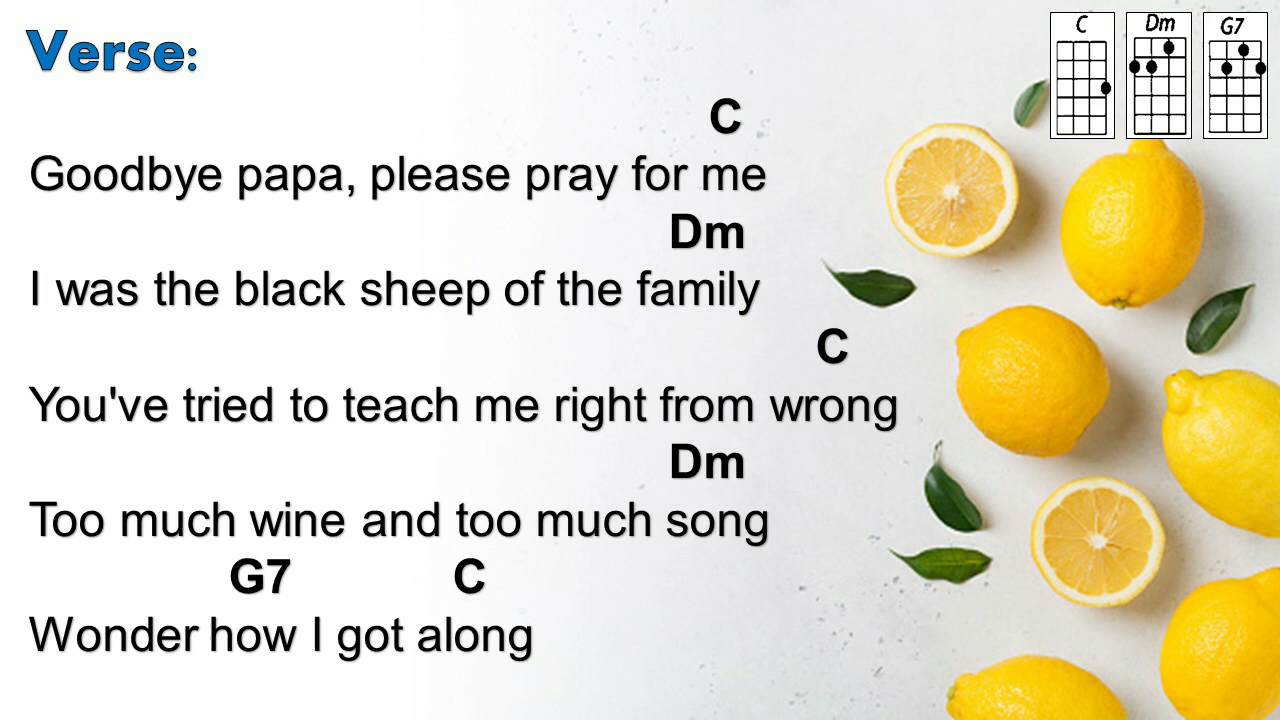 Verse:
C Dm G7
C
Goodbye papa, please pray for me
Dm
I was the black sheep of the family
C
You've tried to teach me right from wrong
Dm
Too much wine and too much song
G7 C
Wonder how I got along